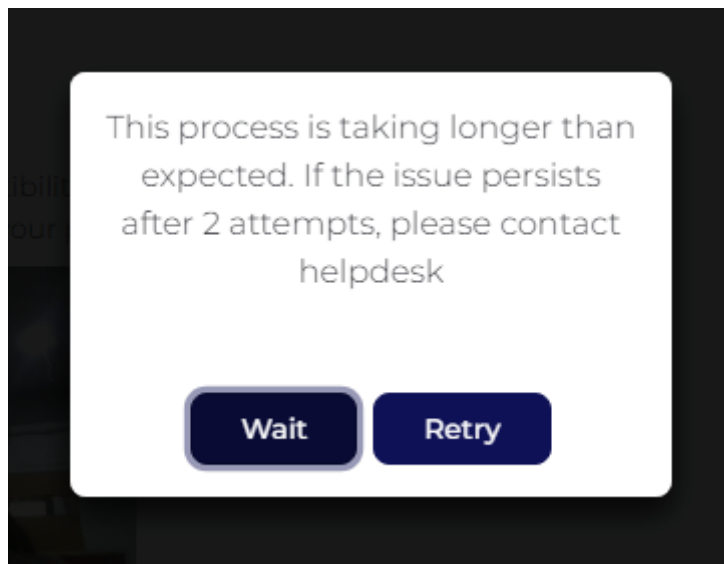 This process is taking longer than
expected. If the issue persists
after 2 attempts, please contact
helpdesk
Wait Retry